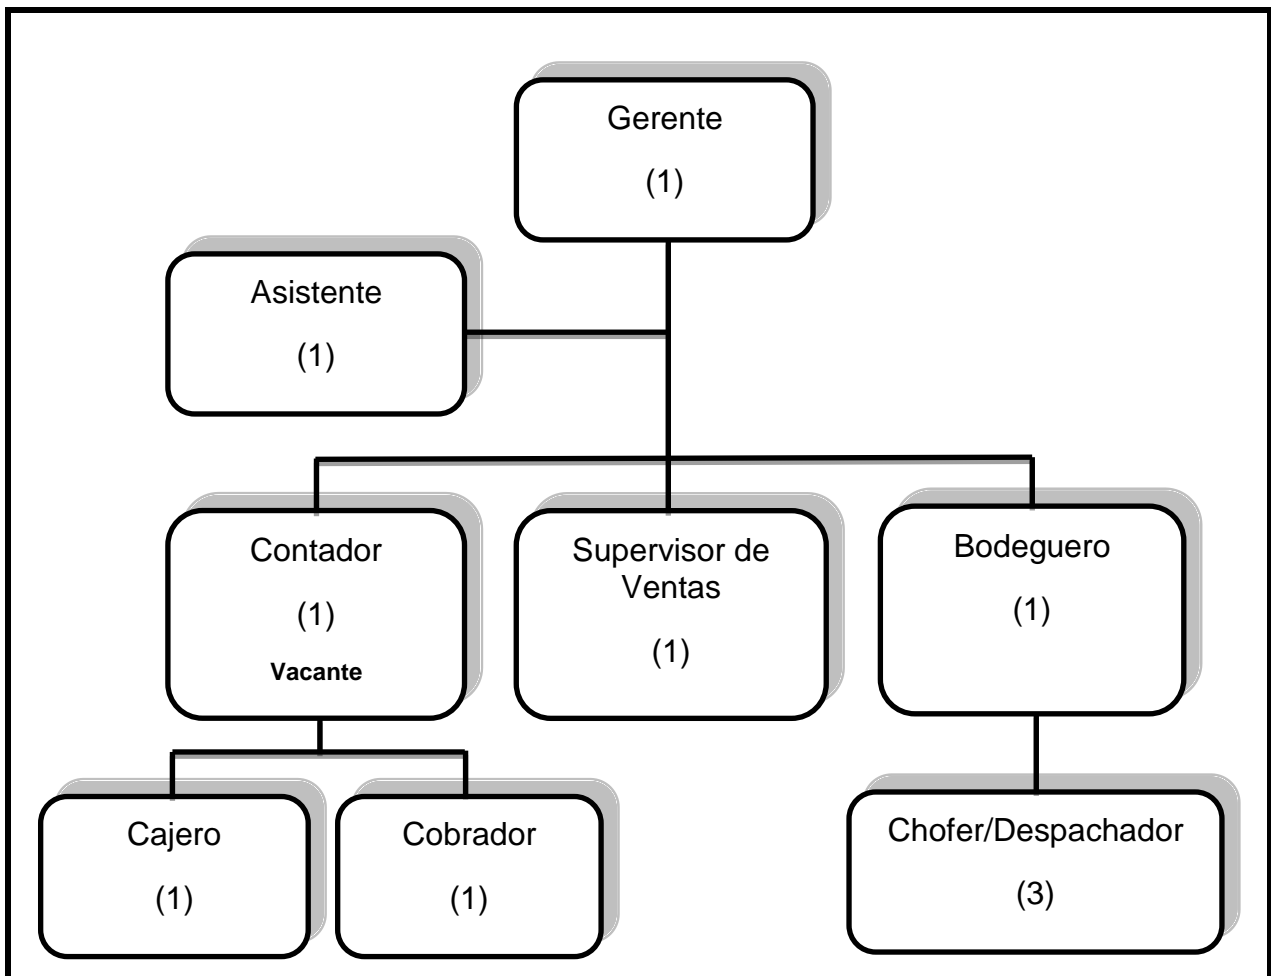 Gerente
(1)
Asistente
(1)
Contador
(1)
Vacante
Supervisor de
Ventas
(1)
Bodeguero
(1)
Cajero
(1)
Cobrador
(1)
Chofer/Despachador
(3)